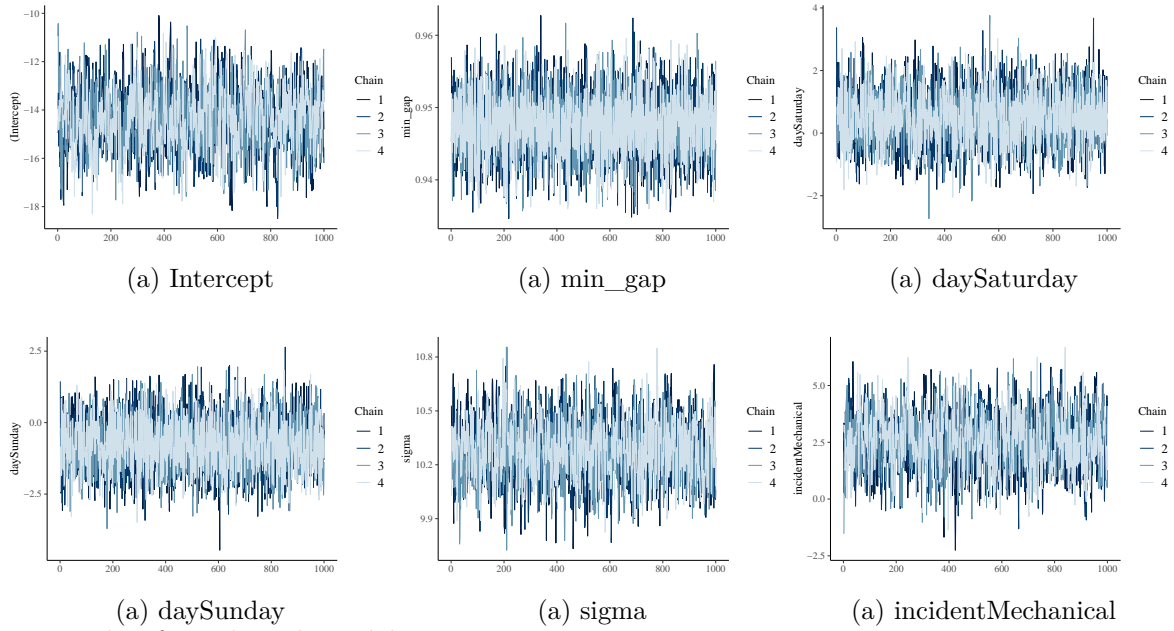 −10
−12
−14
−16
−18
(Intercept)
0 200 400 600 800 1000
Chain
1
2
3
4
(a) Intercept
0.96
0.95
0.94
min_gap
0 200 400 600 800 1000
Chain
1
2
3
4
(a) min_gap
4
2
0
−2
daySaturday
0 200 400 600 800 1000
Chain
1
2
3
4
(a) daySaturday
2.5
0.0
−2.5
daySunday
0 200 400 600 800 1000
Chain
1
2
3
4
(a) daySunday
10.8
10.5
10.2
9.9
sigma
0 200 400 600 800 1000
Chain
1
2
3
4
(a) sigma
5.0
2.5
0.0
−2.5
incidentMechanical
0 200 400 600 800 1000
Chain
1
2
3
4
(a) incidentMechanical